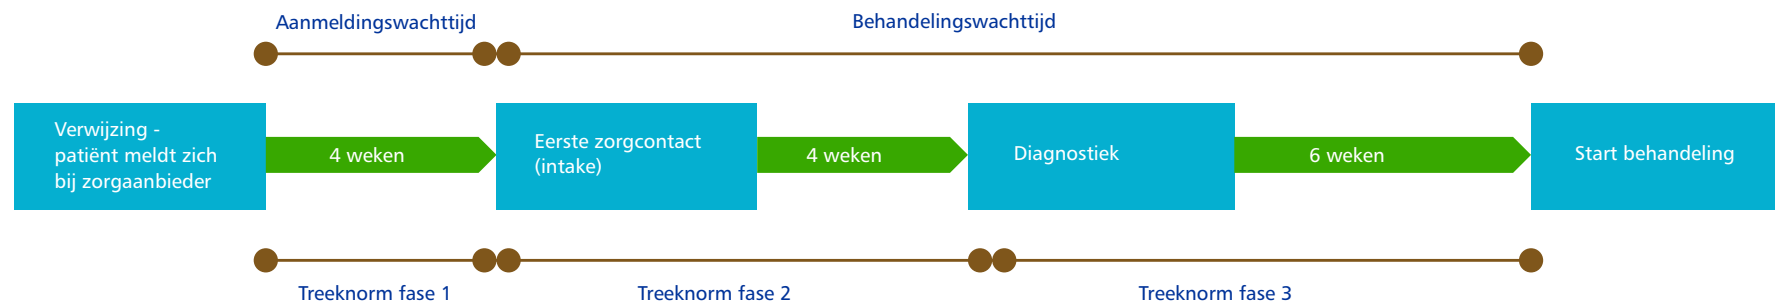 Aanmeldingswachttijd
Behandelingswachttijd
Verwijzing -
patiënt meldt zich
bij zorgaanbieder
4 weken
Eerste zorgcontact
(intake)
4 weken
Diagnostiek
6 weken
Start behandeling
Treeknorm fase 1
Treeknorm fase 2
Treeknorm fase 3